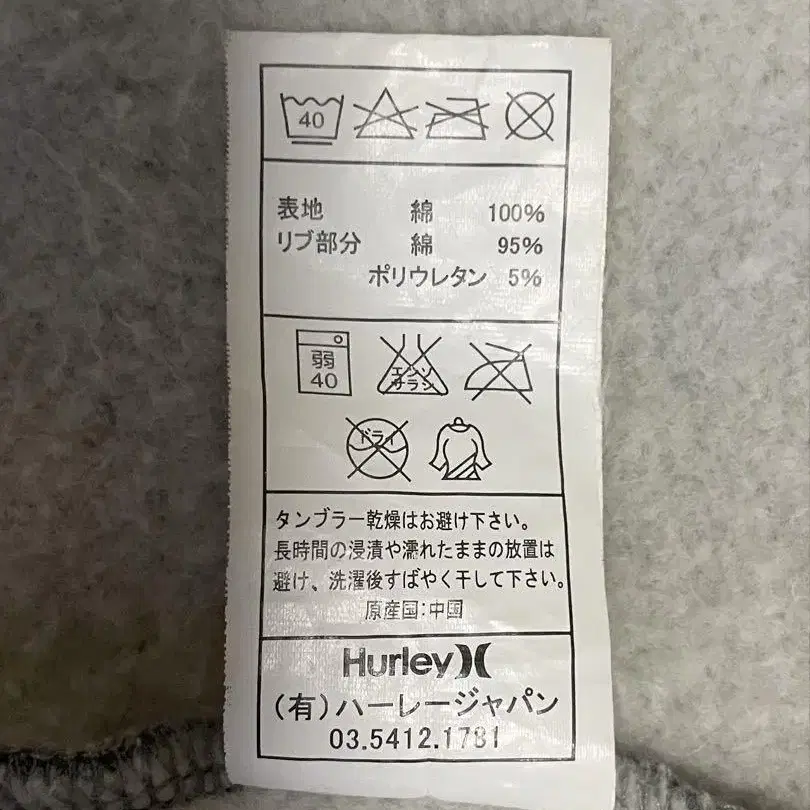 40
表地 綿 100%
リブ部分 綿 95%
ポリウレタン 5%
弱
40
エンソ
サラシ
ドライ
タンブラー乾燥はお避け下さい。
長時間の浸漬や濡れたままの放置は
避け、洗濯後すばやく干して下さい。
原産国:中国
Hurley
(有)ハーレージャパン
03.5412.1781